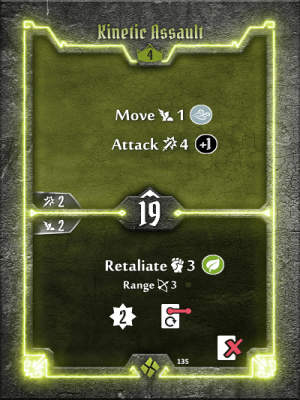 Kinetic Assault
4
Move 1
Attack 4 +1
2
19
2
Retaliate 3
Range 3
2
135